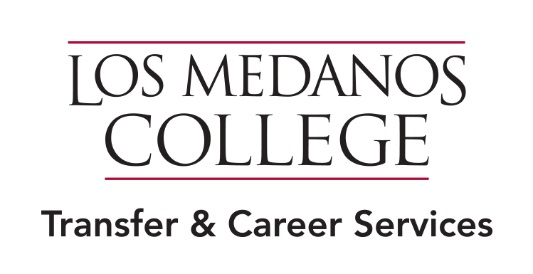 LOS MEDANOS
COLLEGE
Transfer & Career Services